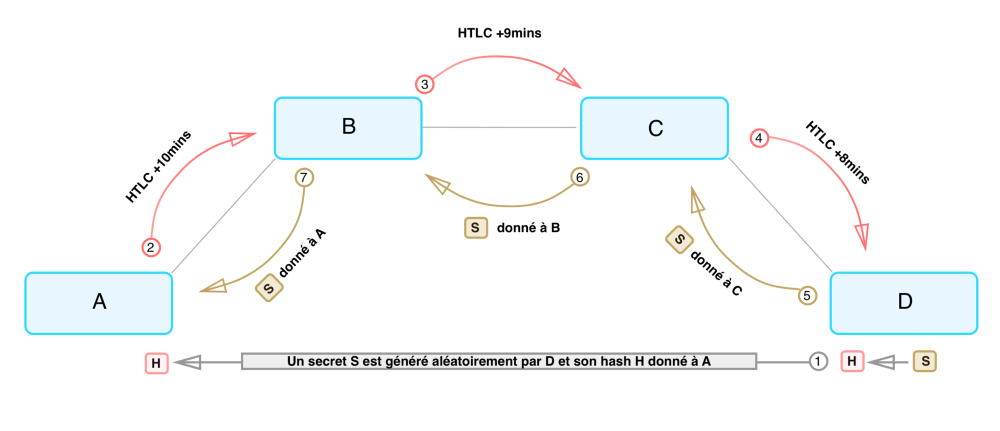 HTLC +9mins
3
B
C
4
HTLC +10mins
HTLC +8mins
7
6
S donné à B
2
S donné à A
S donné à C
5
A
D
H
Un secret S est généré aléatoirement par D et son hash H donné à A
1
H
S